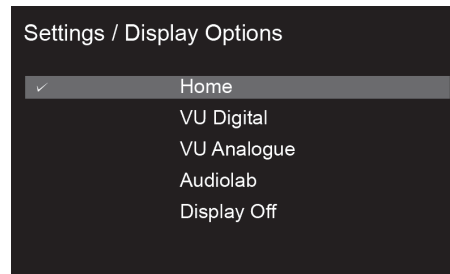 Settings / Display Options
✓ Home
VU Digital
VU Analogue
Audiolab
Display Off